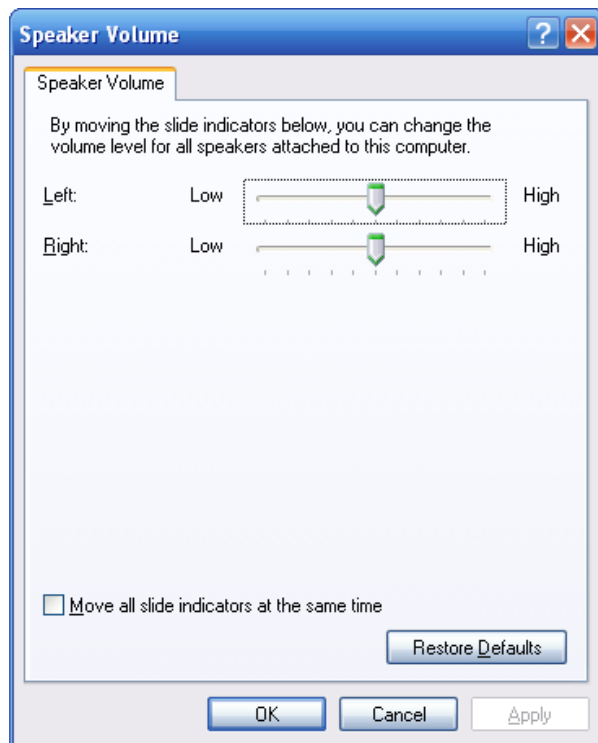 Speaker Volume
Speaker Volume
By moving the slide indicators below, you can change the
volume level for all speakers attached to this computer.
Left: Low High
Right: Low High
Move all slide indicators at the same time
Restore Defaults
OK Cancel Apply